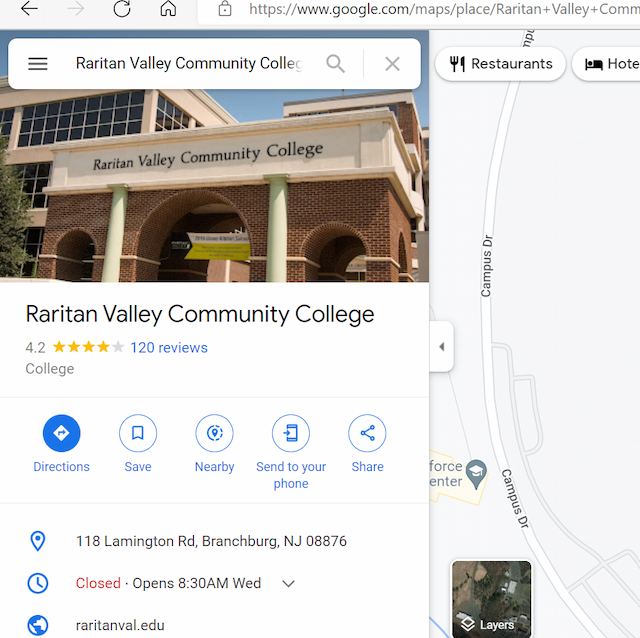 https://www.google.com/maps/place/Raritan+Valley+Comm
Raritan Valley Community Colleg
Restaurants
Hote
Raritan Valley Community College
Raritan Valley Community College
4.2
120 reviews
College
Directions
Save
Nearby
Send to your
phone
Share
118 Lamington Rd, Branchburg, NJ 08876
Closed · Opens 8:30AM Wed
raritanval.edu
Campus Dr
force
enter
Campus Dr
Layers